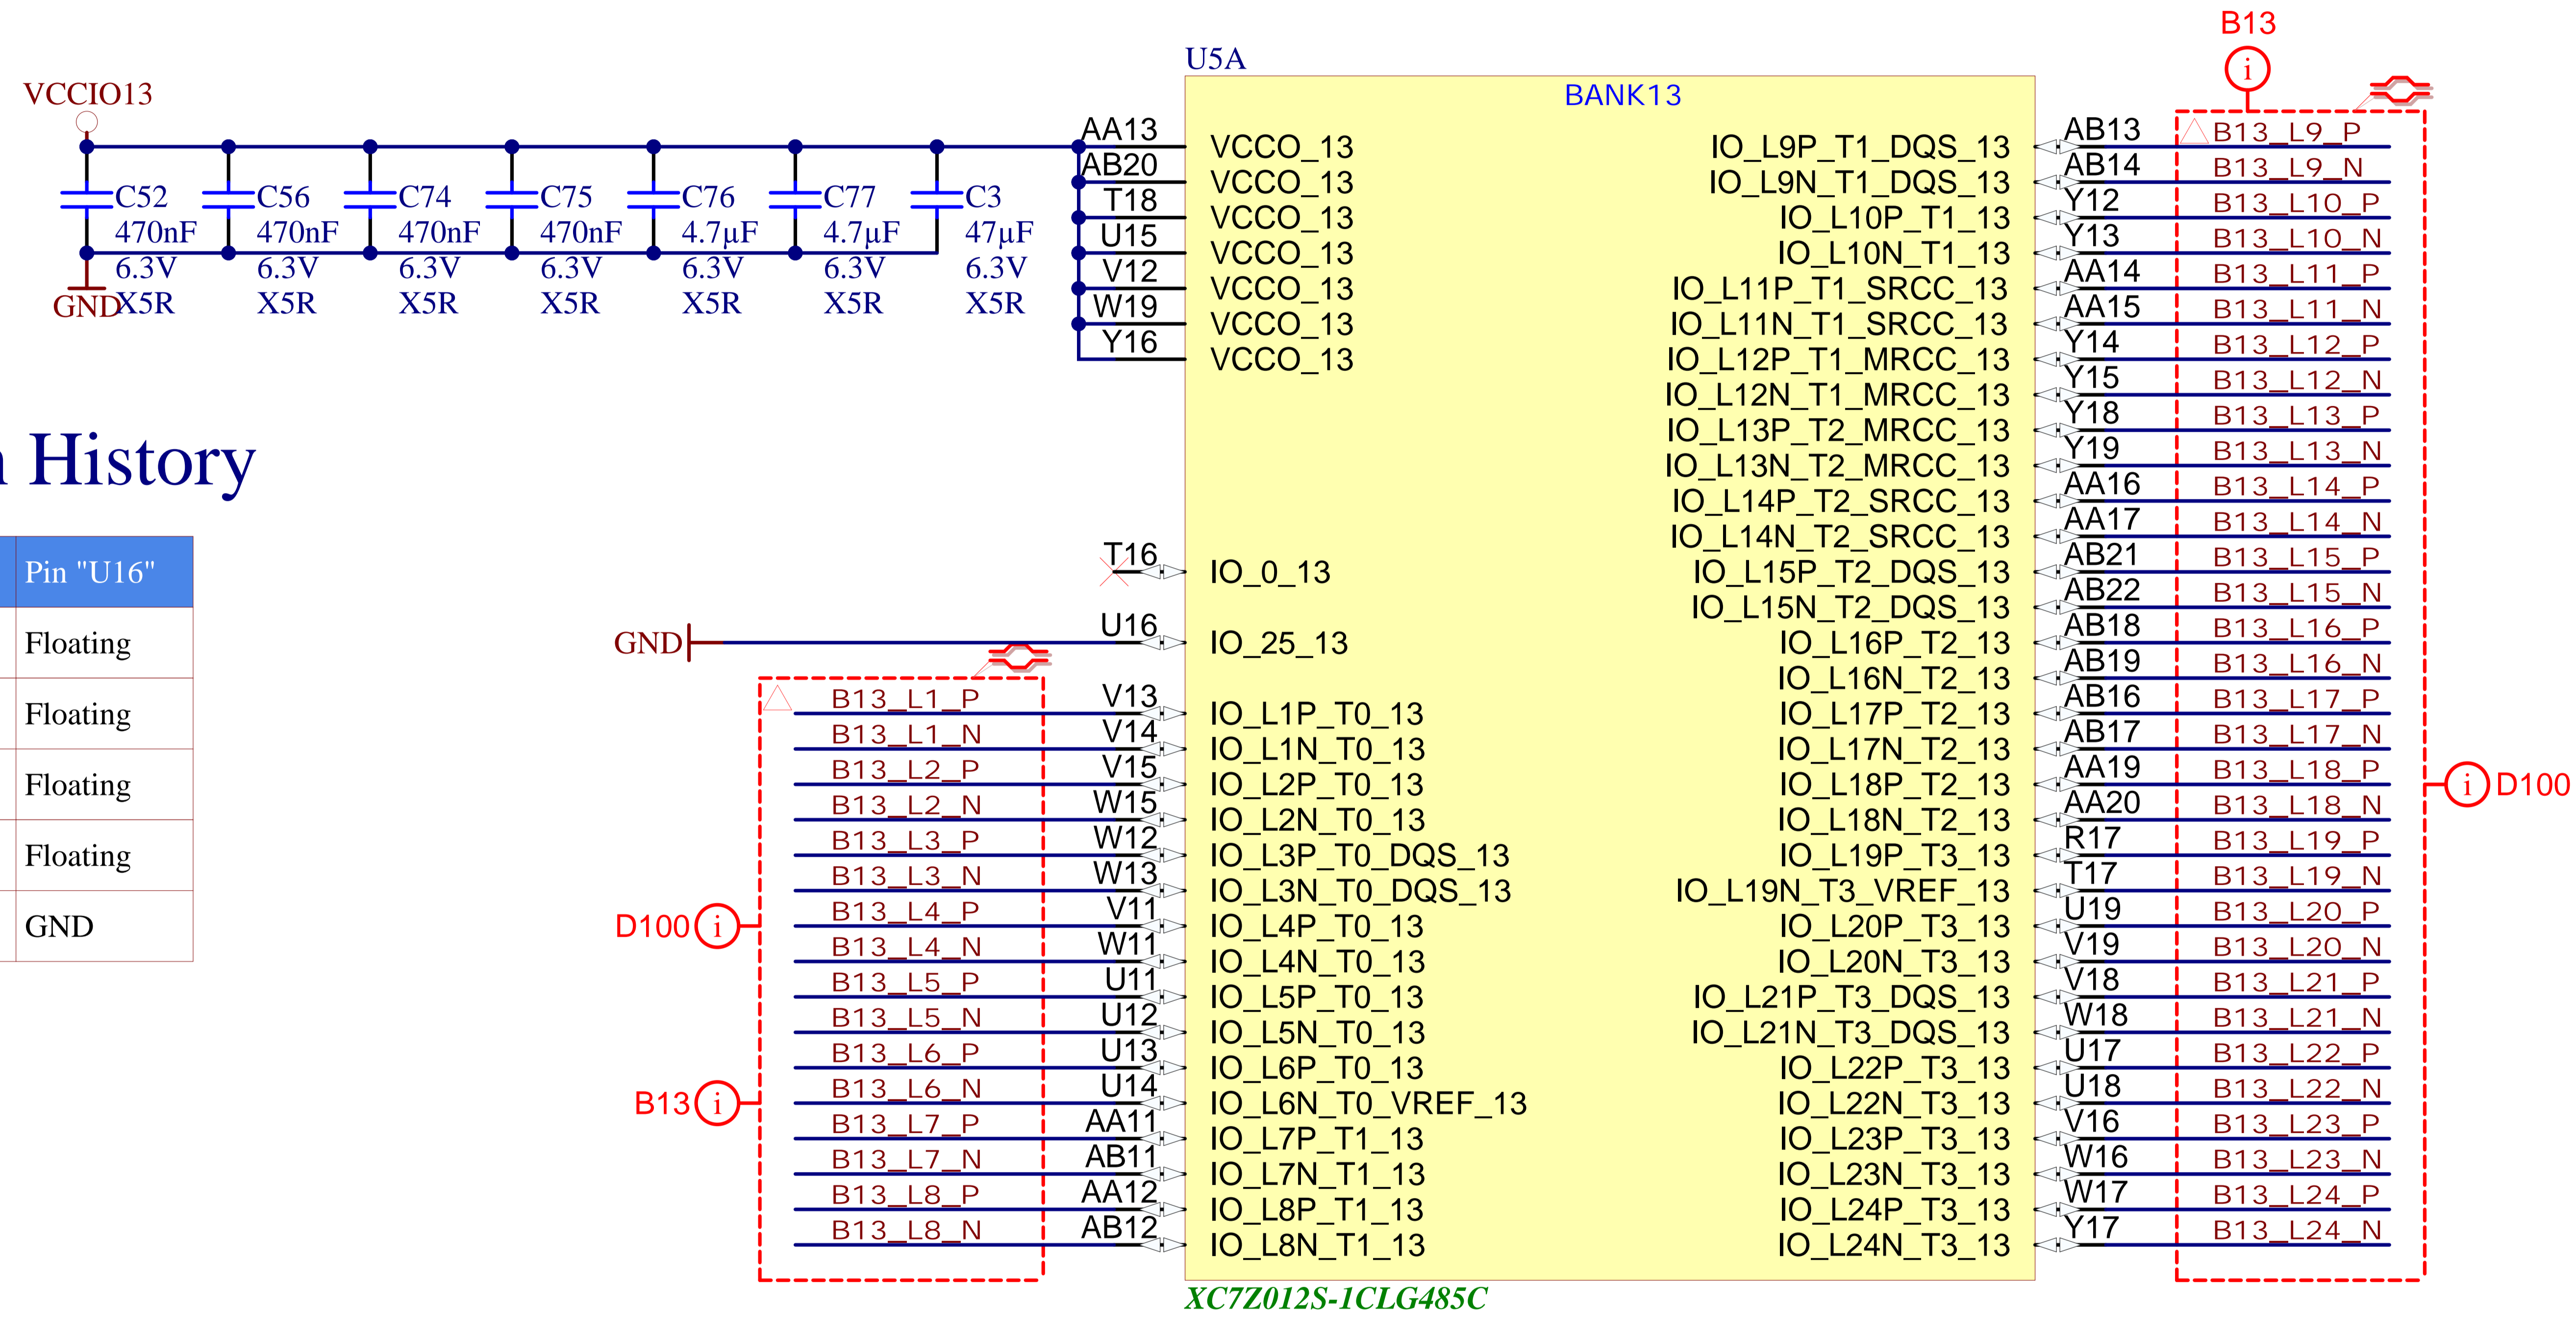 B13
U5A
VCCIO13
BANK13
AA13 VCCO_13
AB20 VCCO_13
T18 VCCO_13
U15 VCCO_13
V12 VCCO_13
W19 VCCO_13
Y16 VCCO_13
C52 C56 C74 C75 C76 C77 C3
470nF 470nF 470nF 470nF 4.7µF 4.7µF 47µF
6.3V 6.3V 6.3V 6.3V 6.3V 6.3V 6.3V
X5R X5R X5R X5R X5R X5R X5R
GND
History
Pin "U16"
Floating
Floating
Floating
Floating
GND
T16 IO_0_13
GND U16 IO_25_13
B13_L1_P V13 IO_L1P_T0_13
B13_L1_N V14 IO_L1N_T0_13
B13_L2_P V15 IO_L2P_T0_13
B13_L2_N W15 IO_L2N_T0_13
B13_L3_P W12 IO_L3P_T0_DQS_13
B13_L3_N W13 IO_L3N_T0_DQS_13
D100 i B13_L4_P V11 IO_L4P_T0_13
B13_L4_N W11 IO_L4N_T0_13
B13_L5_P U11 IO_L5P_T0_13
B13_L5_N U12 IO_L5N_T0_13
B13_L6_P U13 IO_L6P_T0_13
B13 i B13_L6_N U14 IO_L6N_T0_VREF_13
B13_L7_P AA11 IO_L7P_T1_13
B13_L7_N AB11 IO_L7N_T1_13
B13_L8_P AA12 IO_L8P_T1_13
B13_L8_N AB12 IO_L8N_T1_13
i
IO_L9P_T1_DQS_13 AB13 B13_L9_P
IO_L9N_T1_DQS_13 AB14 B13_L9_N
IO_L10P_T1_13 Y12 B13_L10_P
IO_L10N_T1_13 Y13 B13_L10_N
IO_L11P_T1_SRCC_13 AA14 B13_L11_P
IO_L11N_T1_SRCC_13 AA15 B13_L11_N
IO_L12P_T1_MRCC_13 Y14 B13_L12_P
IO_L12N_T1_MRCC_13 Y15 B13_L12_N
IO_L13P_T2_MRCC_13 Y18 B13_L13_P
IO_L13N_T2_MRCC_13 Y19 B13_L13_N
IO_L14P_T2_SRCC_13 AA16 B13_L14_P
IO_L14N_T2_SRCC_13 AA17 B13_L14_N
IO_L15P_T2_DQS_13 AB21 B13_L15_P
IO_L15N_T2_DQS_13 AB22 B13_L15_N
IO_L16P_T2_13 AB18 B13_L16_P
IO_L16N_T2_13 AB19 B13_L16_N
IO_L17P_T2_13 AB16 B13_L17_P
IO_L17N_T2_13 AB17 B13_L17_N
IO_L18P_T2_13 AA19 B13_L18_P i D100
IO_L18N_T2_13 AA20 B13_L18_N
IO_L19P_T3_13 R17 B13_L19_P
IO_L19N_T3_VREF_13 T17 B13_L19_N
IO_L20P_T3_13 U19 B13_L20_P
IO_L20N_T3_13 V19 B13_L20_N
IO_L21P_T3_DQS_13 V18 B13_L21_P
IO_L21N_T3_DQS_13 W18 B13_L21_N
IO_L22P_T3_13 U17 B13_L22_P
IO_L22N_T3_13 U18 B13_L22_N
IO_L23P_T3_13 V16 B13_L23_P
IO_L23N_T3_13 W16 B13_L23_N
IO_L24P_T3_13 W17 B13_L24_P
IO_L24N_T3_13 Y17 B13_L24_N
XC7Z012S-1CLG485C